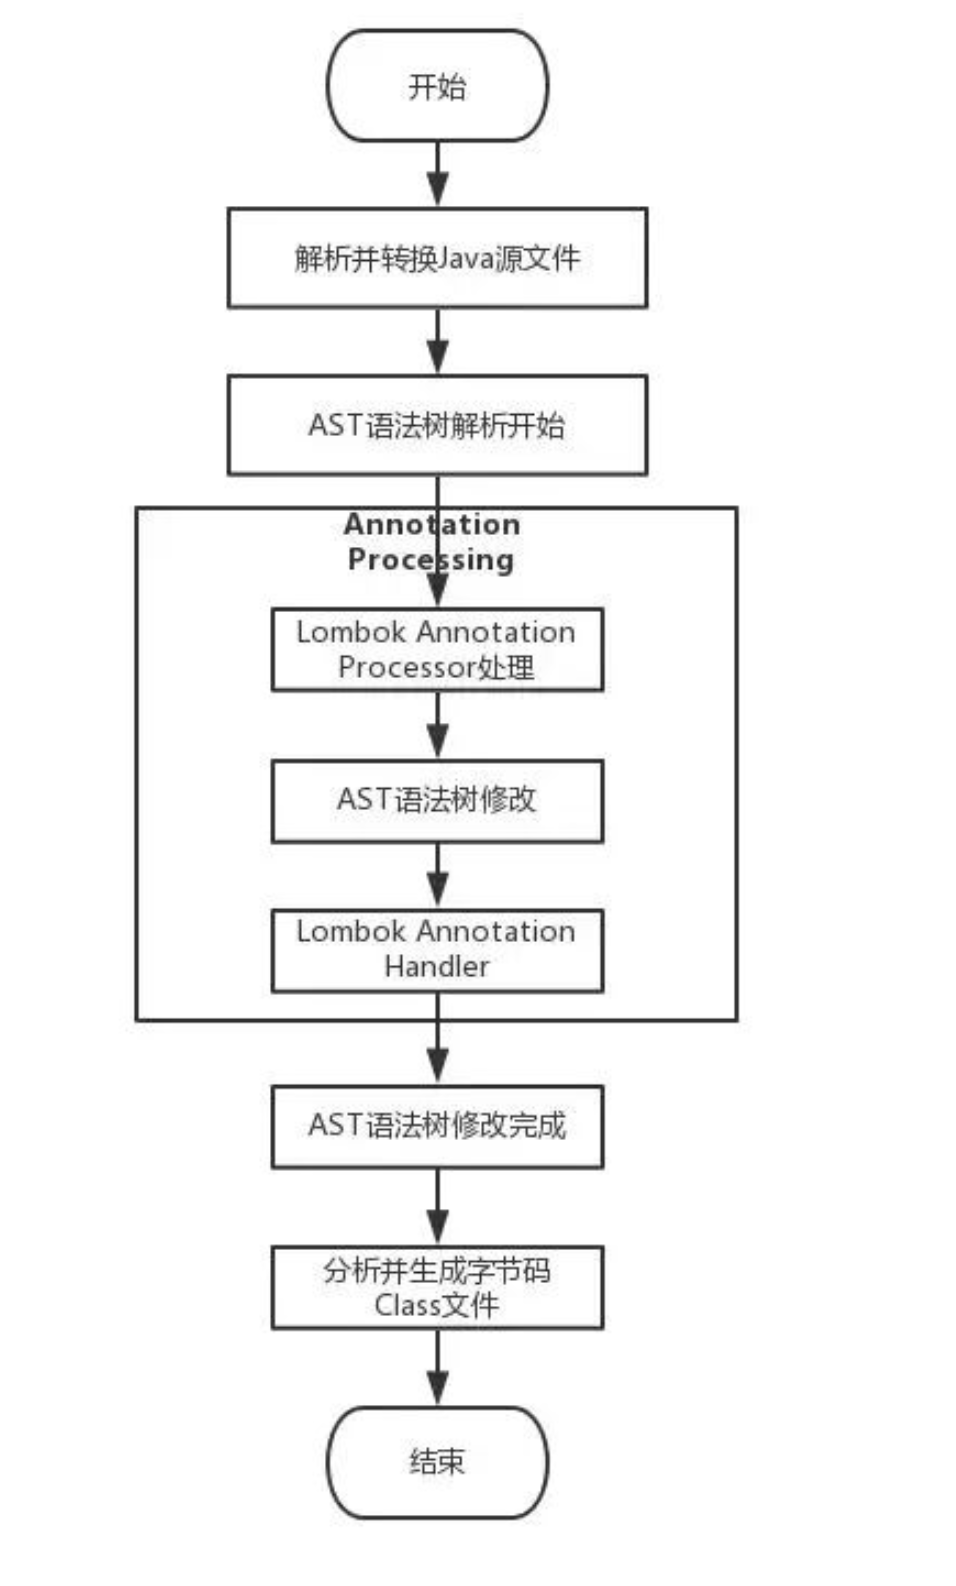 开始
解析并转换Java源文件
AST语法树解析开始
Annotation
Processing
Lombok Annotation
Processor处理
AST语法树修改
Lombok Annotation
Handler
AST语法树修改完成
分析并生成字节码
Class文件
结束